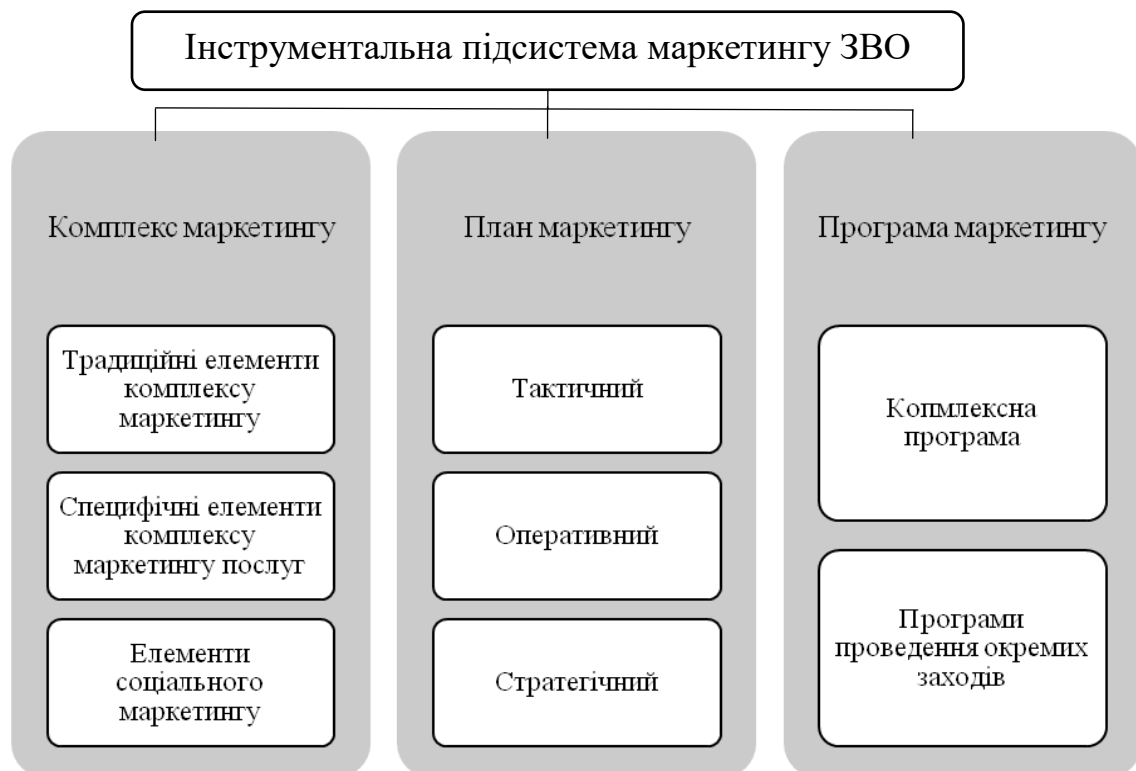 Інструментальна підсистема маркетингу ЗВО
Комплекс маркетингу
Традиційні елементи
комплексу
маркетингу
Специфічні елементи
комплексу
маркетингу послуг
Елементи
соціального
маркетингу
План маркетингу
Тактичний
Оперативний
Стратегічний
Програма маркетингу
Копмлексна
програма
Програми
проведення окремих
заходів